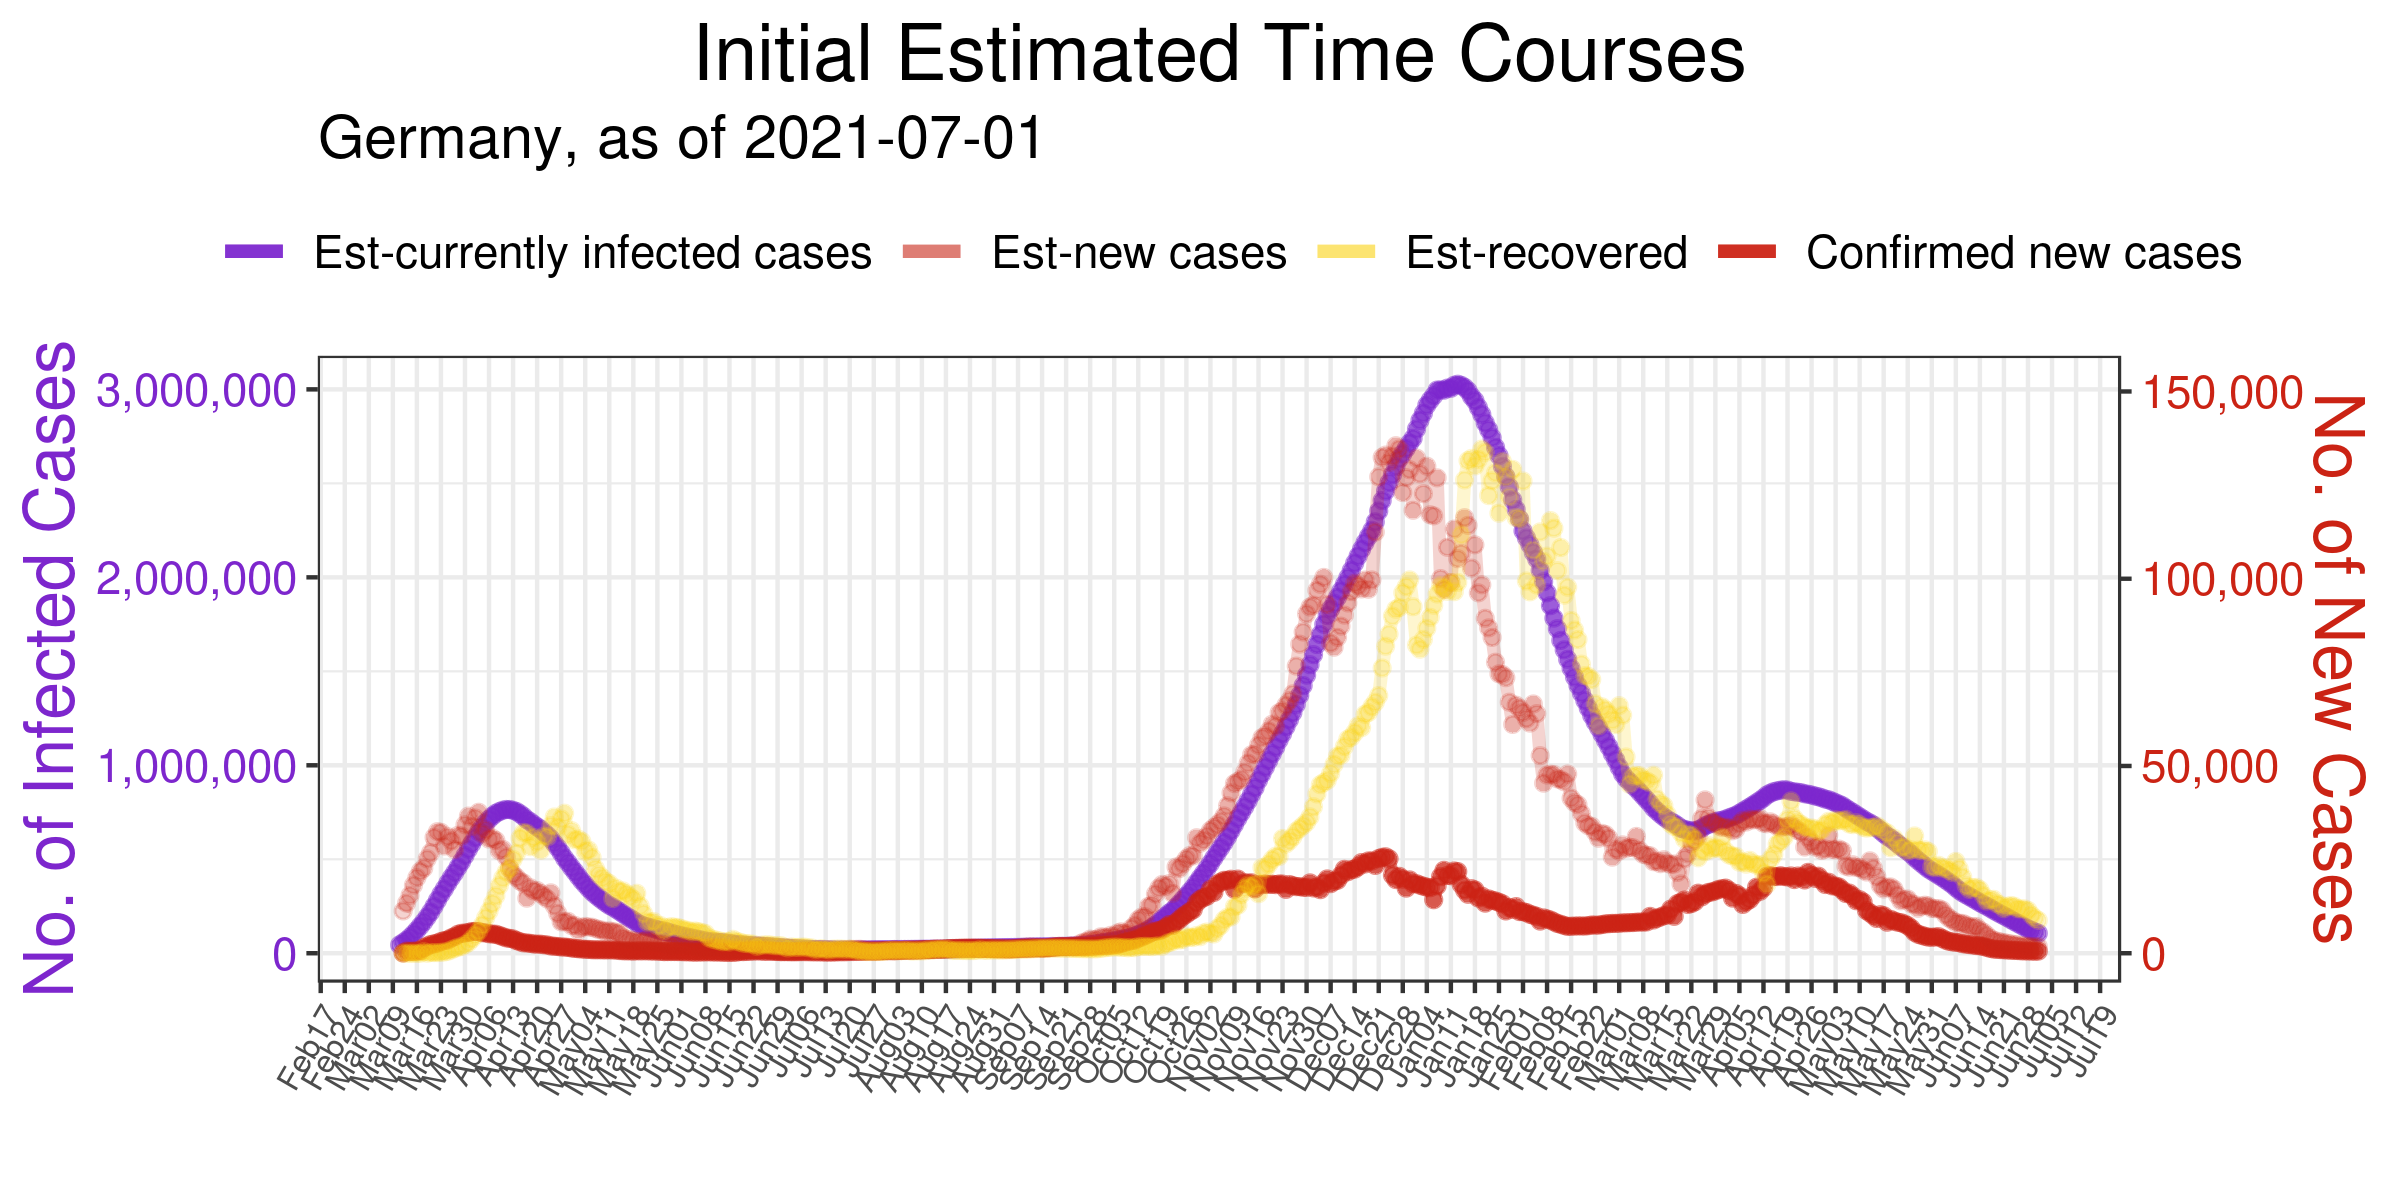 Initial Estimated Time Courses
Germany, as of 2021-07-01
Est-currently infected cases Est-new cases Est-recovered Confirmed new cases
No. of Infected Cases
3,000,000
2,000,000
1,000,000
0
150,000
100,000
50,000
0
No. of New Cases
Feb17 Feb24 Mar02 Mar09 Mar16 Mar23 Mar30 Apr06 Apr13 Apr20 Apr27 May04 May11 May18 May25 Jun01 Jun08 Jun15 Jun22 Jun29 Jul06 Jul13 Jul20 Jul27 Aug03 Aug10 Aug17 Aug24 Aug31 Sep07 Sep14 Sep21 Sep28 Oct05 Oct12 Oct19 Oct26 Nov02 Nov09 Nov16 Nov23 Nov30 Dec07 Dec14 Dec21 Dec28 Jan04 Jan11 Jan18 Jan25 Feb01 Feb08 Feb15 Feb22 Mar01 Mar08 Mar15 Mar22 Mar29 Apr05 Apr12 Apr19 Apr26 May03 May10 May17 May24 May31 Jun07 Jun14 Jun21 Jun28 Jul05 Jul12 Jul19